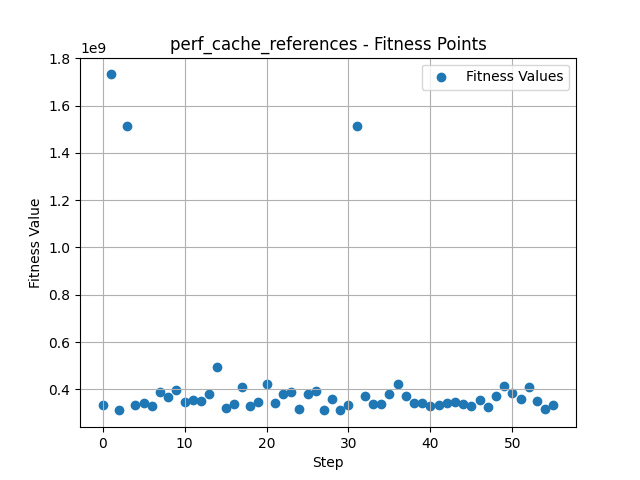 perf_cache_references - Fitness Points
1e9
Fitness Values
1.8
1.6
1.4
1.2
1.0
0.8
0.6
0.4
Fitness Value
0 10 20 30 40 50
Step